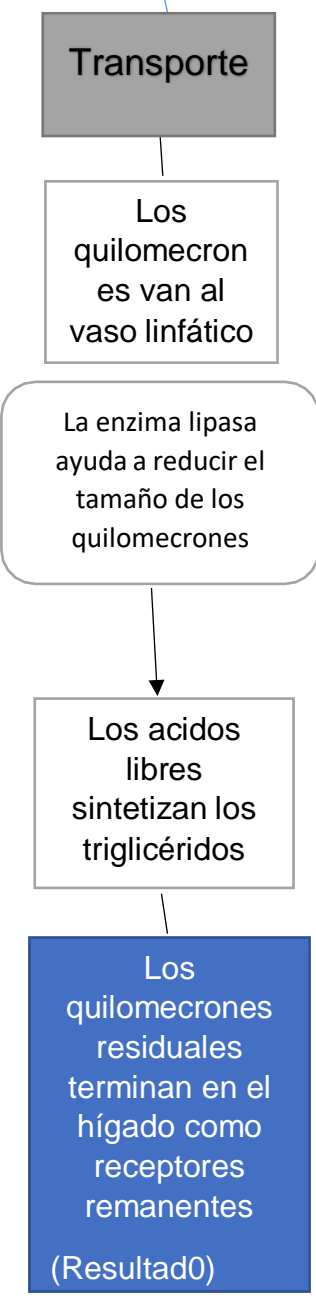 Transporte
Los
quilomecron
es van al
vaso linfático
La enzima lipasa
ayuda a reducir el
tamaño de los
quilomecrones
Los acidos
libres
sintetizan los
triglicéridos
Los
quilomecrones
residuales
terminan en el
hígado como
receptores
remanentes
(Resultad0)